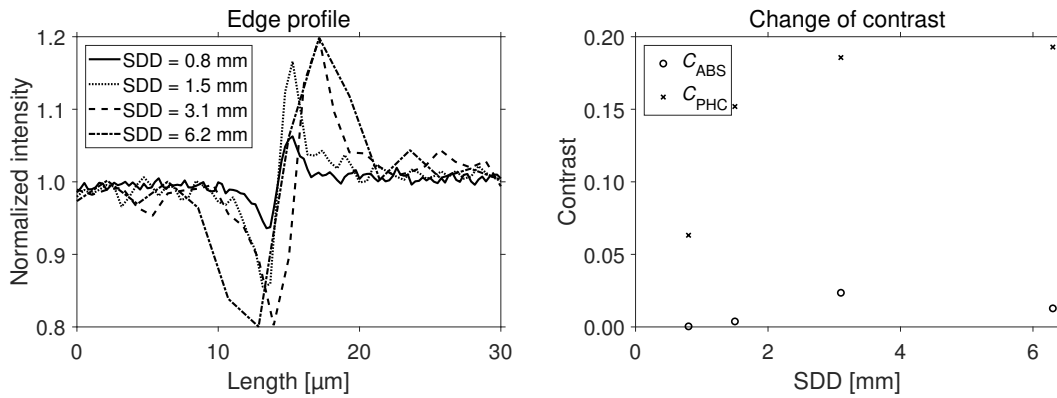 Edge profile
Normalized intensity
1.2
1.1
1.0
0.9
0.8
SDD = 0.8 mm
SDD = 1.5 mm
SDD = 3.1 mm
SDD = 6.2 mm
0
10
20
30
Length [µm]
Change of contrast
Contrast
0.20
0.15
0.10
0.05
0.00
C_ABS
C_PHC
0
2
4
6
SDD [mm]